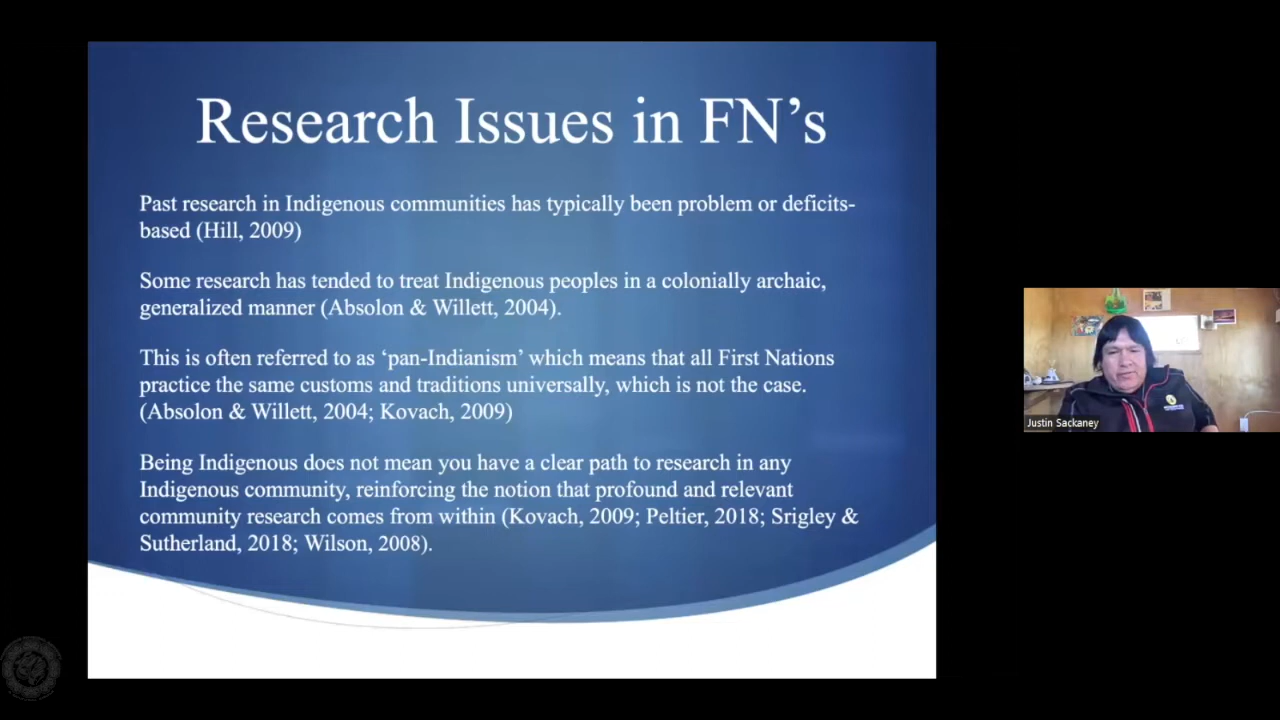 Research Issues in FN’s
Past research in Indigenous communities has typically been problem or deficits-
based (Hill, 2009)
Some research has tended to treat Indigenous peoples in a colonially archaic,
generalized manner (Absolon & Willett, 2004).
This is often referred to as ‘pan-Indianism’ which means that all First Nations
practice the same customs and traditions universally, which is not the case.
(Absolon & Willett, 2004; Kovach, 2009)
Being Indigenous does not mean you have a clear path to research in any
Indigenous community, reinforcing the notion that profound and relevant
community research comes from within (Kovach, 2009; Peltier, 2018; Srigley &
Sutherland, 2018; Wilson, 2008).
Justin Sackaney